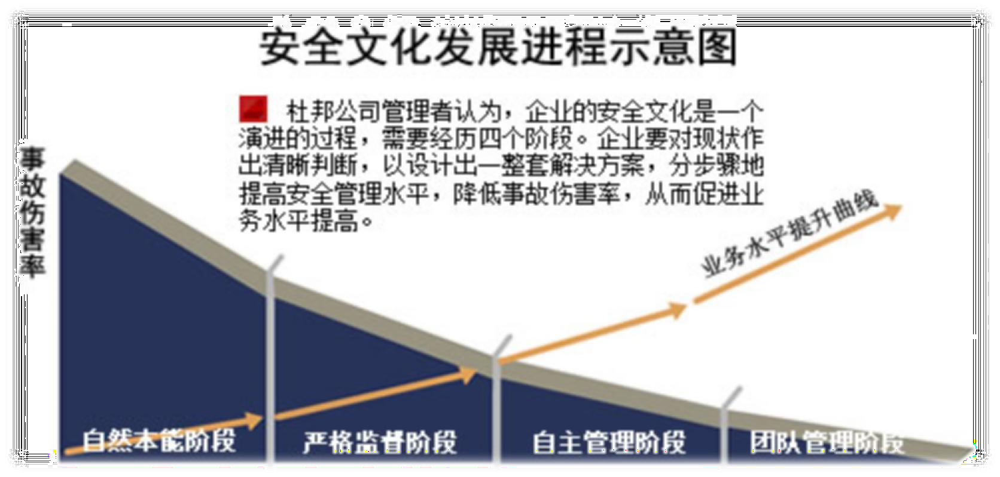 安全文化发展进程示意图
杜邦公司管理者认为，企业的安全文化是一个
演进的过程，需要经历四个阶段。企业要对现状作
出清晰判断，以设计出一整套解决方案，分步骤地
提高安全管理水平，降低事故伤害率，从而促进业
务水平提高。
事故伤害率
业务水平提升曲线
自然本能阶段
严格监督阶段
自主管理阶段
团队管理阶段